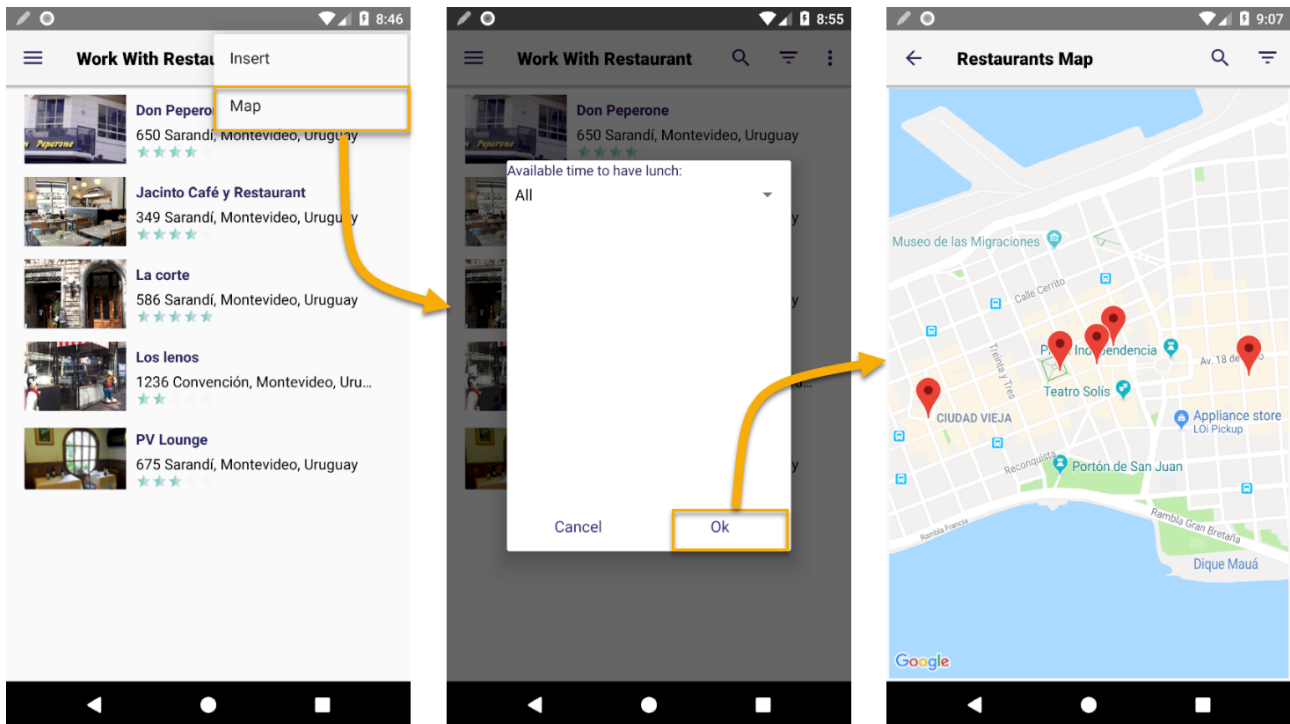 8:46
Work With Restau
Insert
Map
Don Pepero
650 Sarandí, Montevideo, Uruguay
Jacinto Café y Restaurant
349 Sarandí, Montevideo, Uruguay
La corte
586 Sarandí, Montevideo, Uruguay
Los lenos
1236 Convención, Montevideo, Uru...
PV Lounge
675 Sarandí, Montevideo, Uruguay
8:55
Work With Restaurant
Don Peperone
650 Sarandí, Montevideo, Uruguay
Available time to have lunch:
All
Cancel
Ok
9:07
Restaurants Map
Museo de las Migraciones
Calle Cerrito
Treinta y Tres
Independencia
Av. 18 de
Teatro Solís
CIUDAD VIEJA
Appliance store
LOi Pickup
Reconquista
Portón de San Juan
Rambla Francia
Rambla Gran Bretaña
Dique Mauá
Google